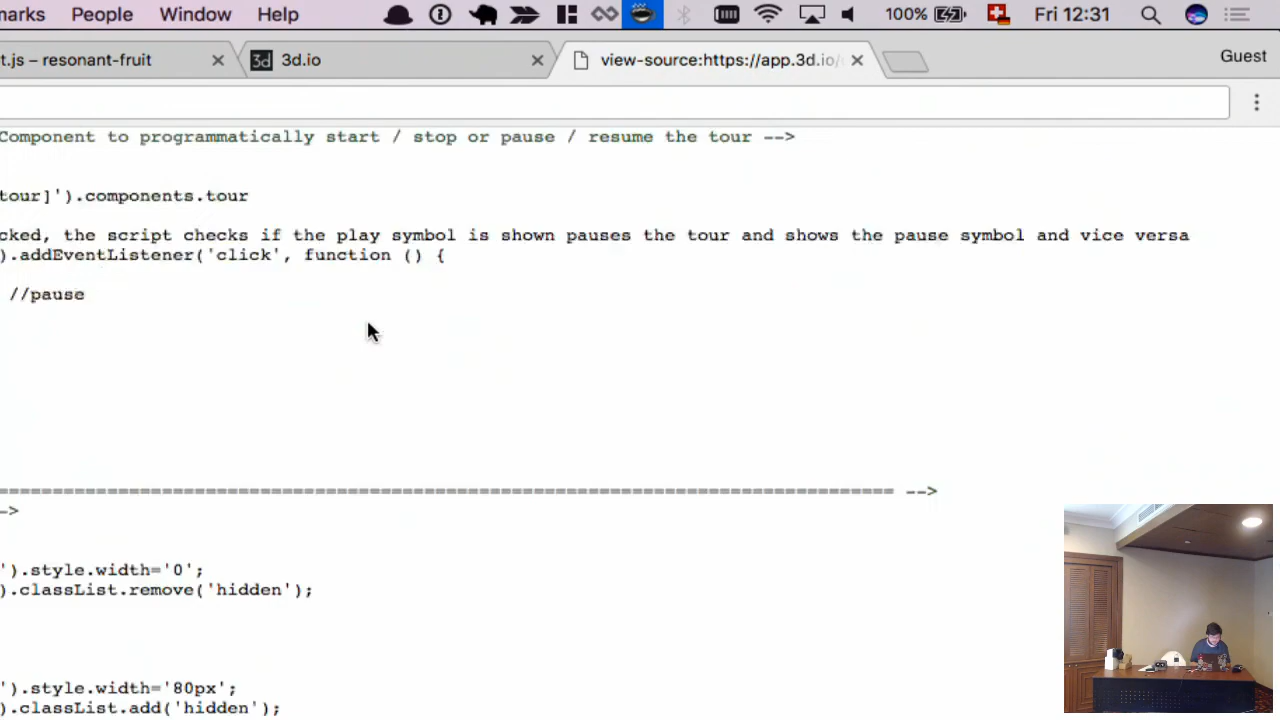 marks People Window Help 100% Fri 12:31
t.js – resonant-fruit 3d 3d.io view-source:https://app.3d.io/ Guest
Component to programmatically start / stop or pause / resume the tour -->
tour]').components.tour
cked, the script checks if the play symbol is shown pauses the tour and shows the pause symbol and vice versa
).addEventListener('click', function () {
//pause
================================================================================== -->
->
').style.width='0';
).classList.remove('hidden');
').style.width='80px';
).classList.add('hidden');